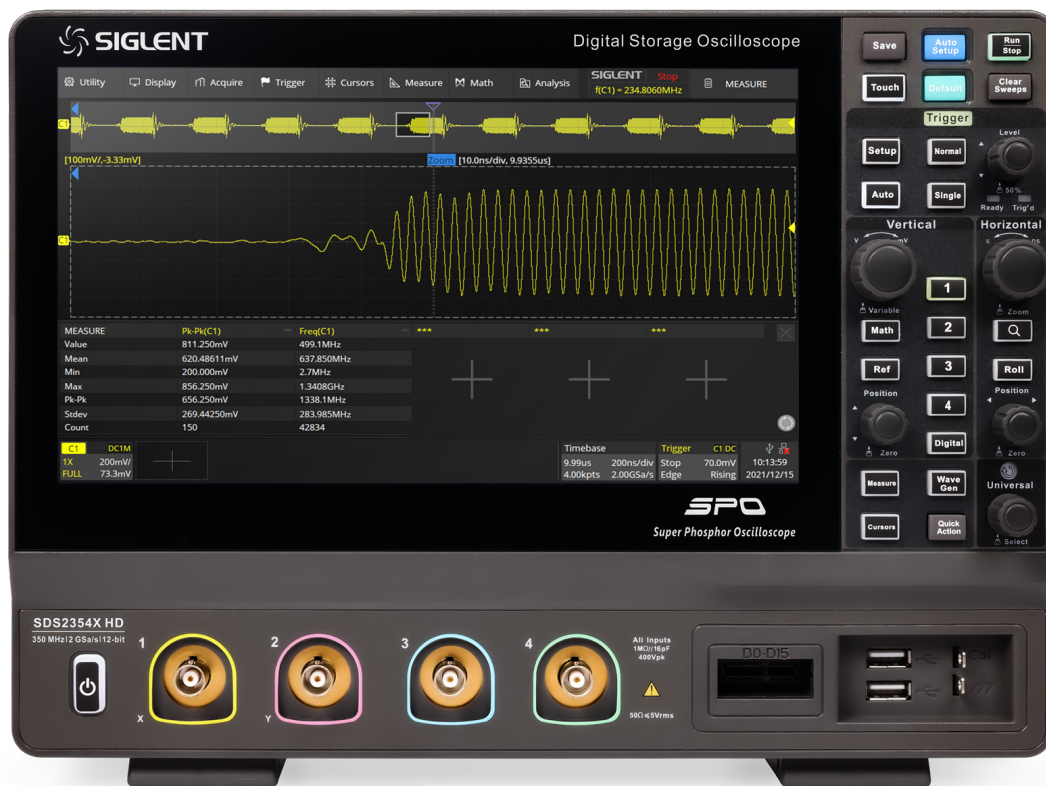 SIGLENT
Digital Storage Oscilloscope
Utility Display Acquire Trigger Cursors Measure Math Analysis SIGLENT Stop MEASURE
f(C1) = 234.8060MHz
C1
[100mV/,-3.33mV] Zoom [10.0ns/div, 9.9355us]
C1
MEASURE Pk-Pk(C1) Freq(C1) *** *** ***
Value 811.250mV 499.1MHz
Mean 620.48611mV 637.850MHz
Min 200.000mV 2.7MHz
Max 856.250mV 1.3408GHz
Pk-Pk 656.250mV 1338.1MHz
Stdev 269.44250mV 283.985MHz
Count 150 42834
C1 DC1M
1X 200mV/
FULL 73.3mV
Timebase
9.99us 200ns/div
4.00kpts 2.00GSa/s
Trigger C1 DC
Stop 70.0mV
Edge Rising
10:13:59
2021/12/15
SPO
Super Phosphor Oscilloscope
Save
Auto Setup
Run Stop
Touch
Default
Clear Sweeps
Trigger
Level
Setup
Normal
50%
Auto
Single
Ready Trig'd
Vertical
Horizontal
V mV
s ns
1
Variable
Zoom
Math
2
Ref
3
Roll
Position
Position
4
Zero
Digital
Zero
Measure
Wave Gen
Universal
Cursors
Quick Action
Select
SDS2354X HD
350 MHz|2 GSa/s|12-bit
1
X
2
Y
3
4
All Inputs
1MΩ//16pF
400Vpk
50Ω≤5Vrms
D0-D15
Cal